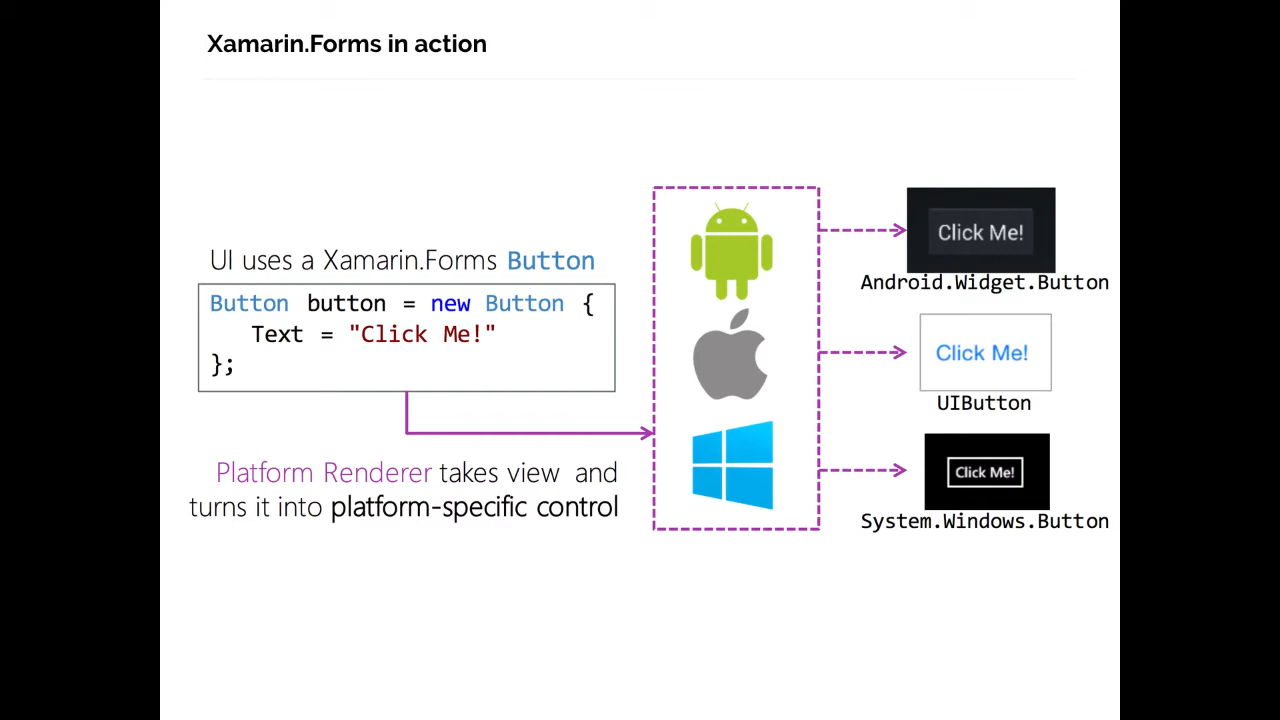 Xamarin.Forms in action
UI uses a Xamarin.Forms Button
Button button = new Button {
Text = "Click Me!"
};
Platform Renderer takes view and
turns it into platform-specific control
Click Me!
Android.Widget.Button
Click Me!
UIButton
Click Me!
System.Windows.Button